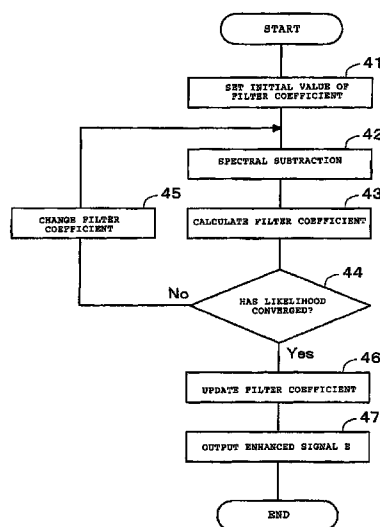 START
41
SET INITIAL VALUE OF
FILTER COEFFICIENT
42
SPECTRAL SUBTRACTION
45
CHANGE FILTER
COEFFICIENT
43
CALCULATE FILTER COEFFICIENT
44
HAS LIKELIHOOD
CONVERGED?
No
Yes
46
UPDATE FILTER COEFFICIENT
47
OUTPUT ENHANCED SIGNAL E
END